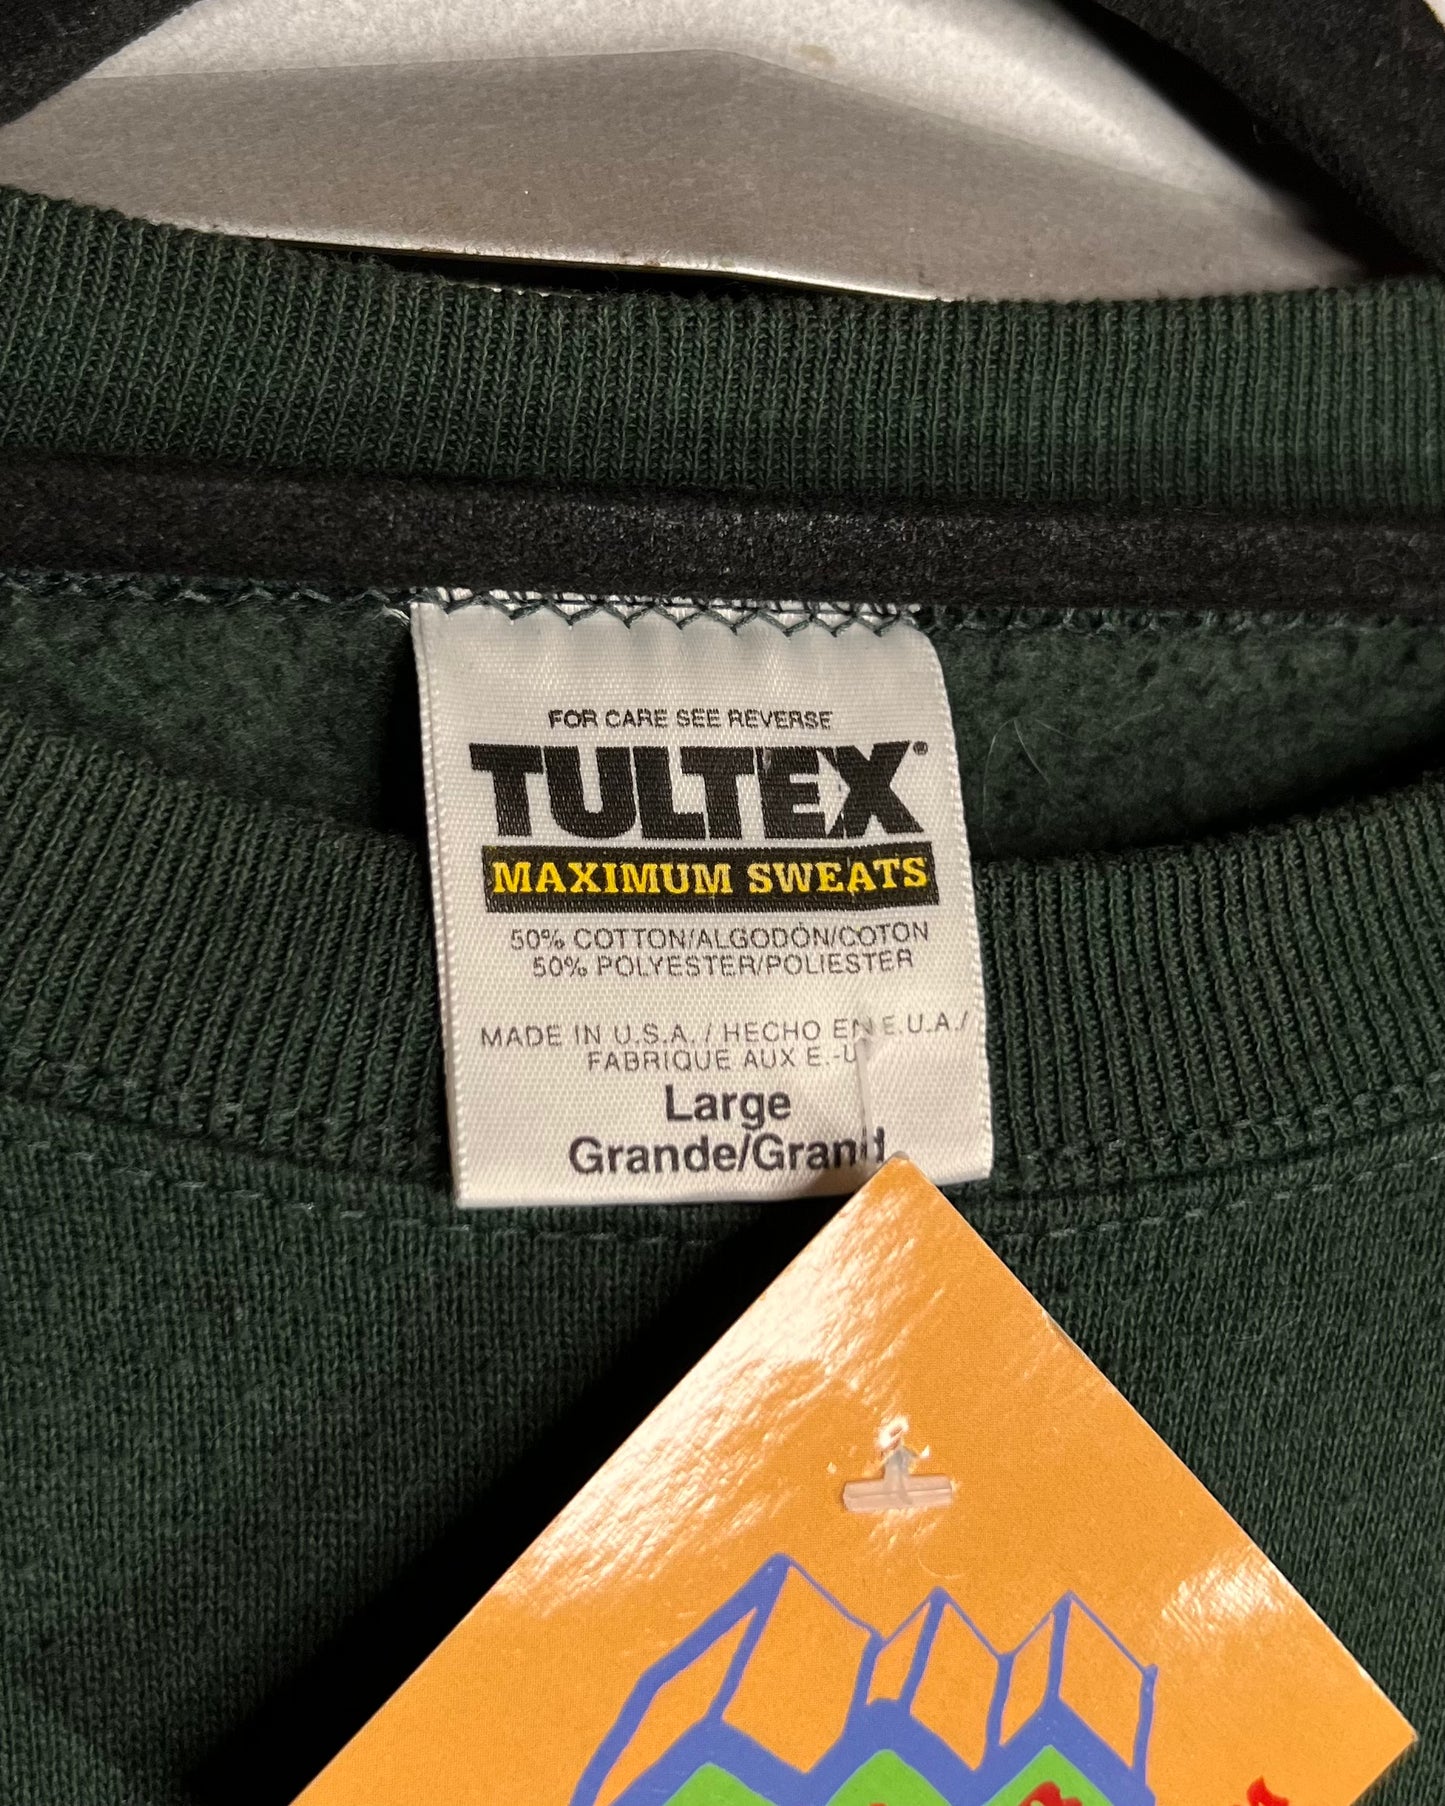 FOR CARE SEE REVERSE
TULTEX®
MAXIMUM SWEATS
50% COTTON/ALGODÓN/COTON
50% POLYESTER/POLIESTER
MADE IN U.S.A. / HECHO EN E.U.A./
FABRIQUE AUX E.-U
Large
Grande/Grand